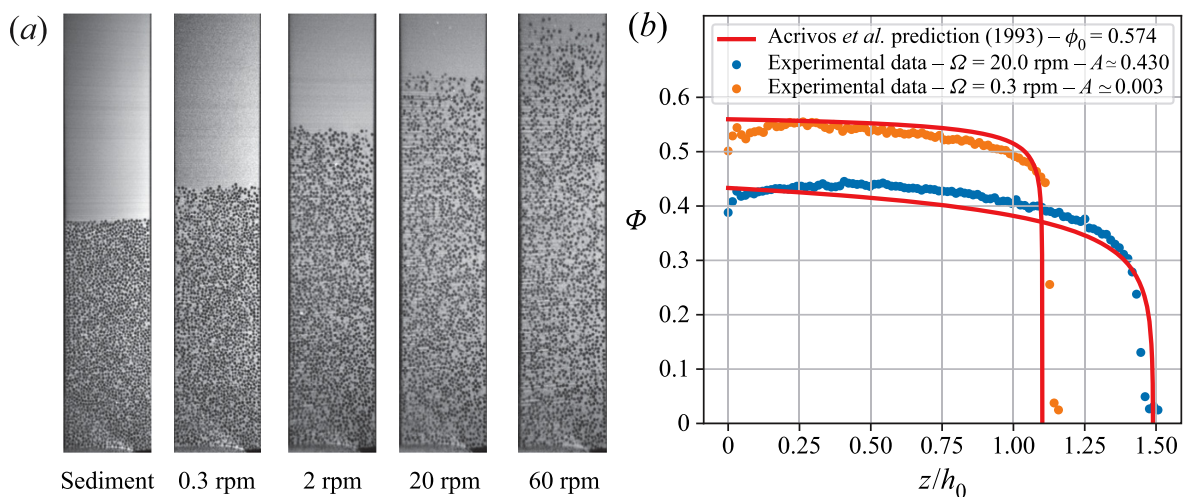 (a)
Sediment
0.3 rpm
2 rpm
20 rpm
60 rpm
(b)
Acrivos et al. prediction (1993) – ϕ0 = 0.574
Experimental data – Ω = 20.0 rpm – A ≃ 0.430
Experimental data – Ω = 0.3 rpm – A ≃ 0.003
0.6
0.5
0.4
0.3
0.2
0.1
0
Φ
0 0.25 0.50 0.75 1.00 1.25 1.50
z/h0